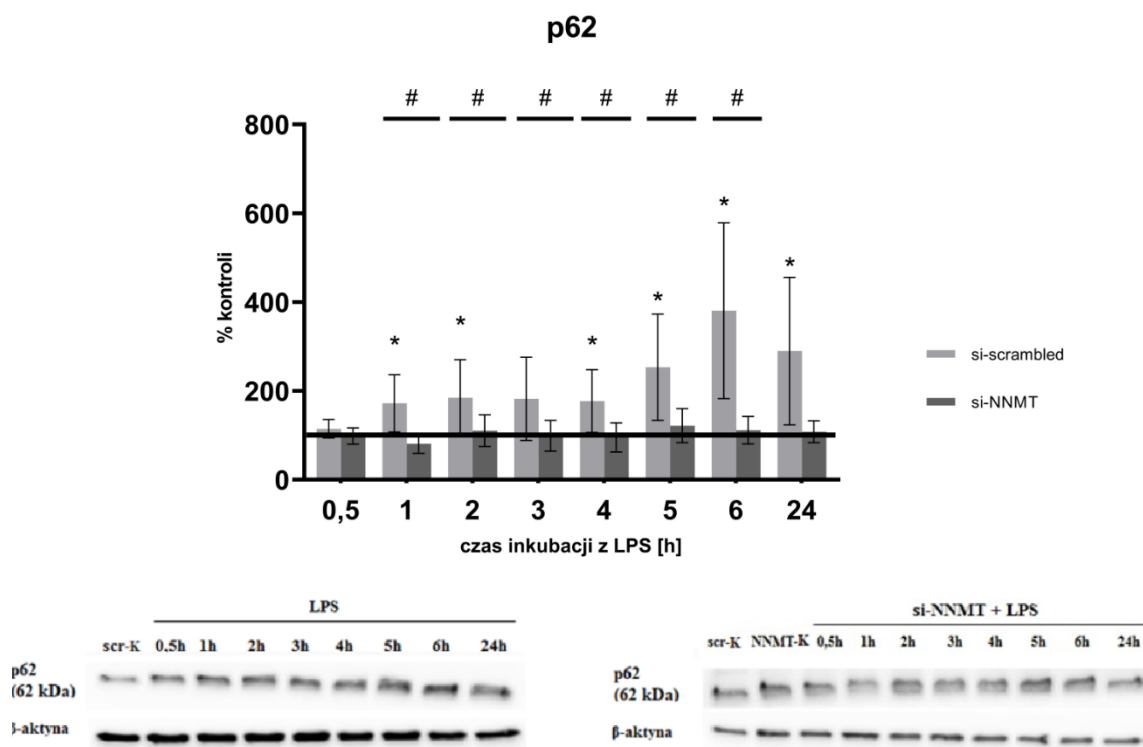 p62
# # # # # #
800
600
400
200
0
% kontroli
* * * * * *
0,5 1 2 3 4 5 6 24
czas inkubacji z LPS [h]
si-scrambled
si-NNMT
LPS
scr-K 0.5h 1h 2h 3h 4h 5h 6h 24h
p62
(62 kDa)
β-aktyna
si-NNMT + LPS
scr-K NNMT-K 0,5h 1h 2h 3h 4h 5h 6h 24h
p62
(62 kDa)
β-aktyna